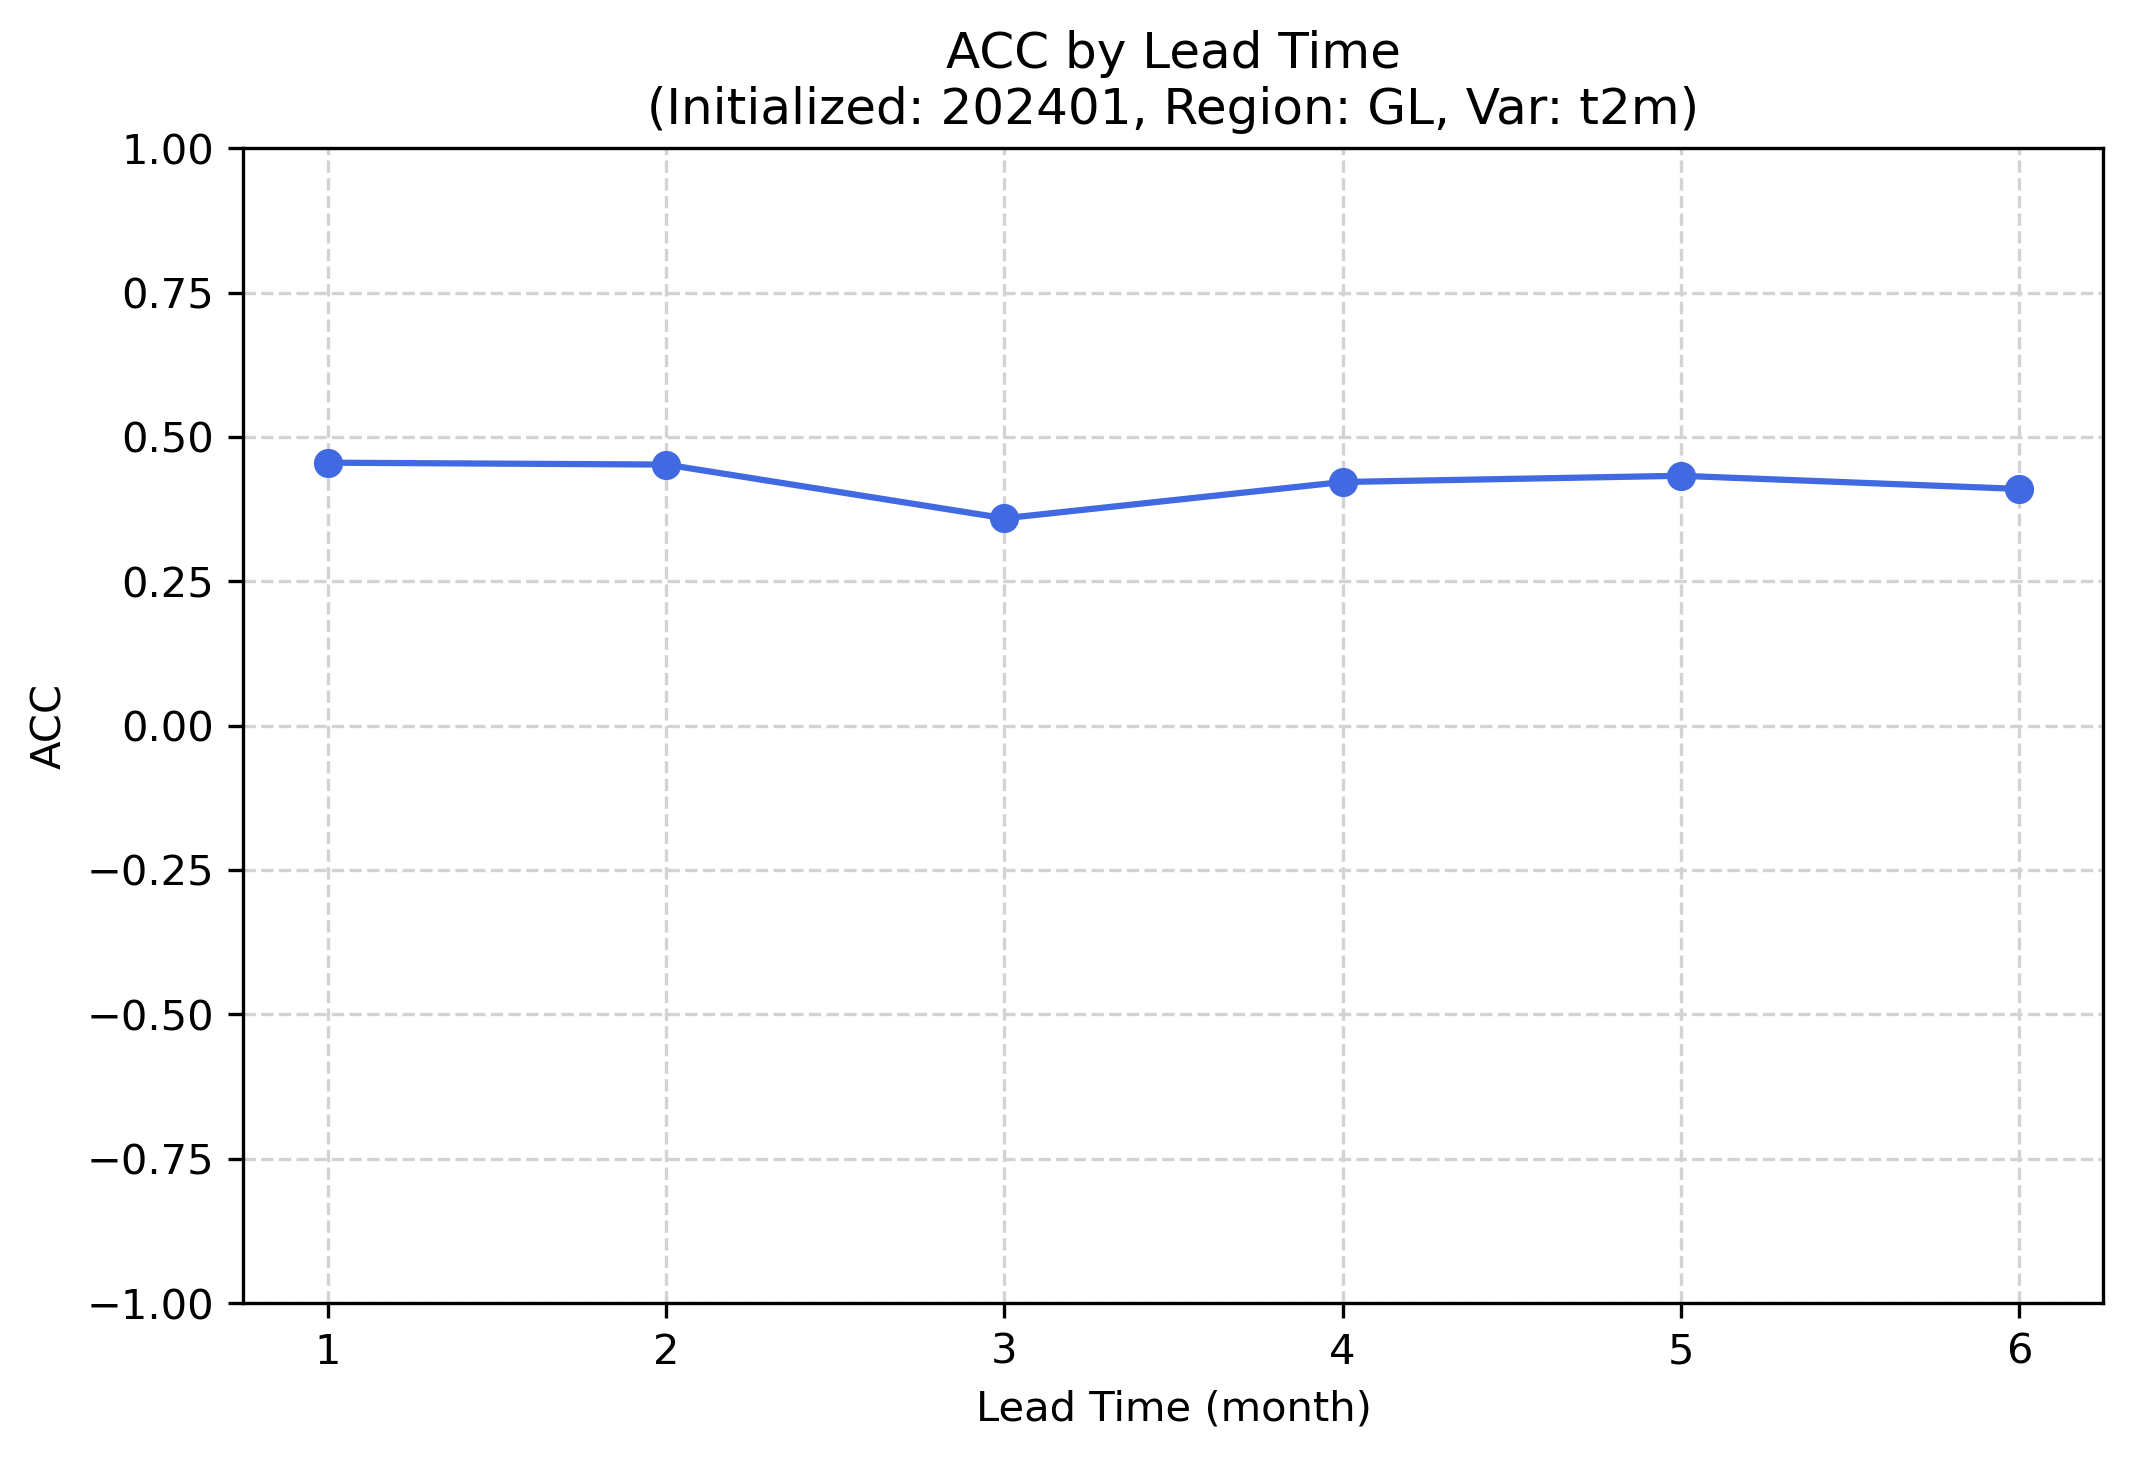 ACC by Lead Time
(Initialized: 202401, Region: GL, Var: t2m)
1.00
0.75
0.50
0.25
0.00
−0.25
−0.50
−0.75
−1.00
ACC
1 2 3 4 5 6
Lead Time (month)